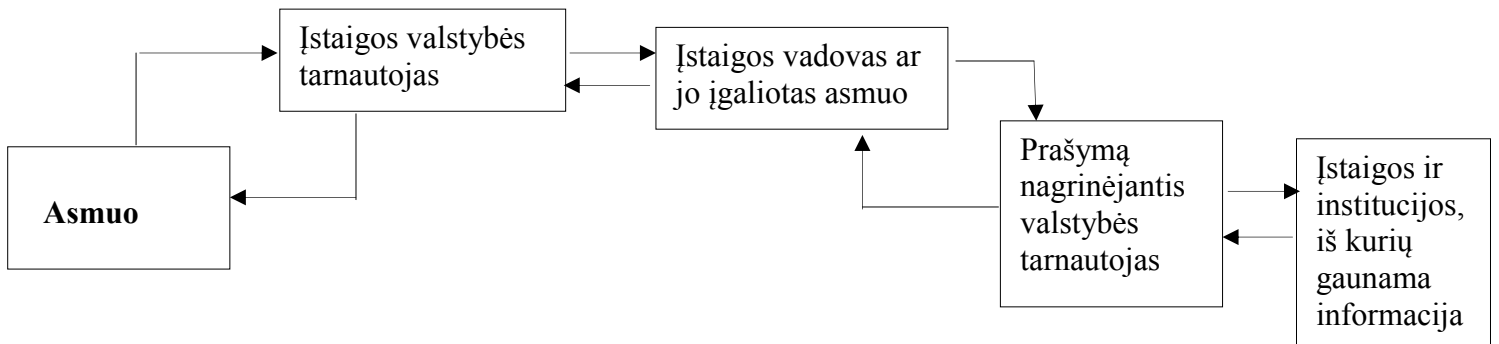 Įstaigos valstybės
tarnautojas
Įstaigos vadovas ar
jo įgaliotas asmuo
Asmuo
Prašymą
nagrinėjantis
valstybės
tarnautojas
Įstaigos ir
institucijos,
iš kurių
gaunama
informacija